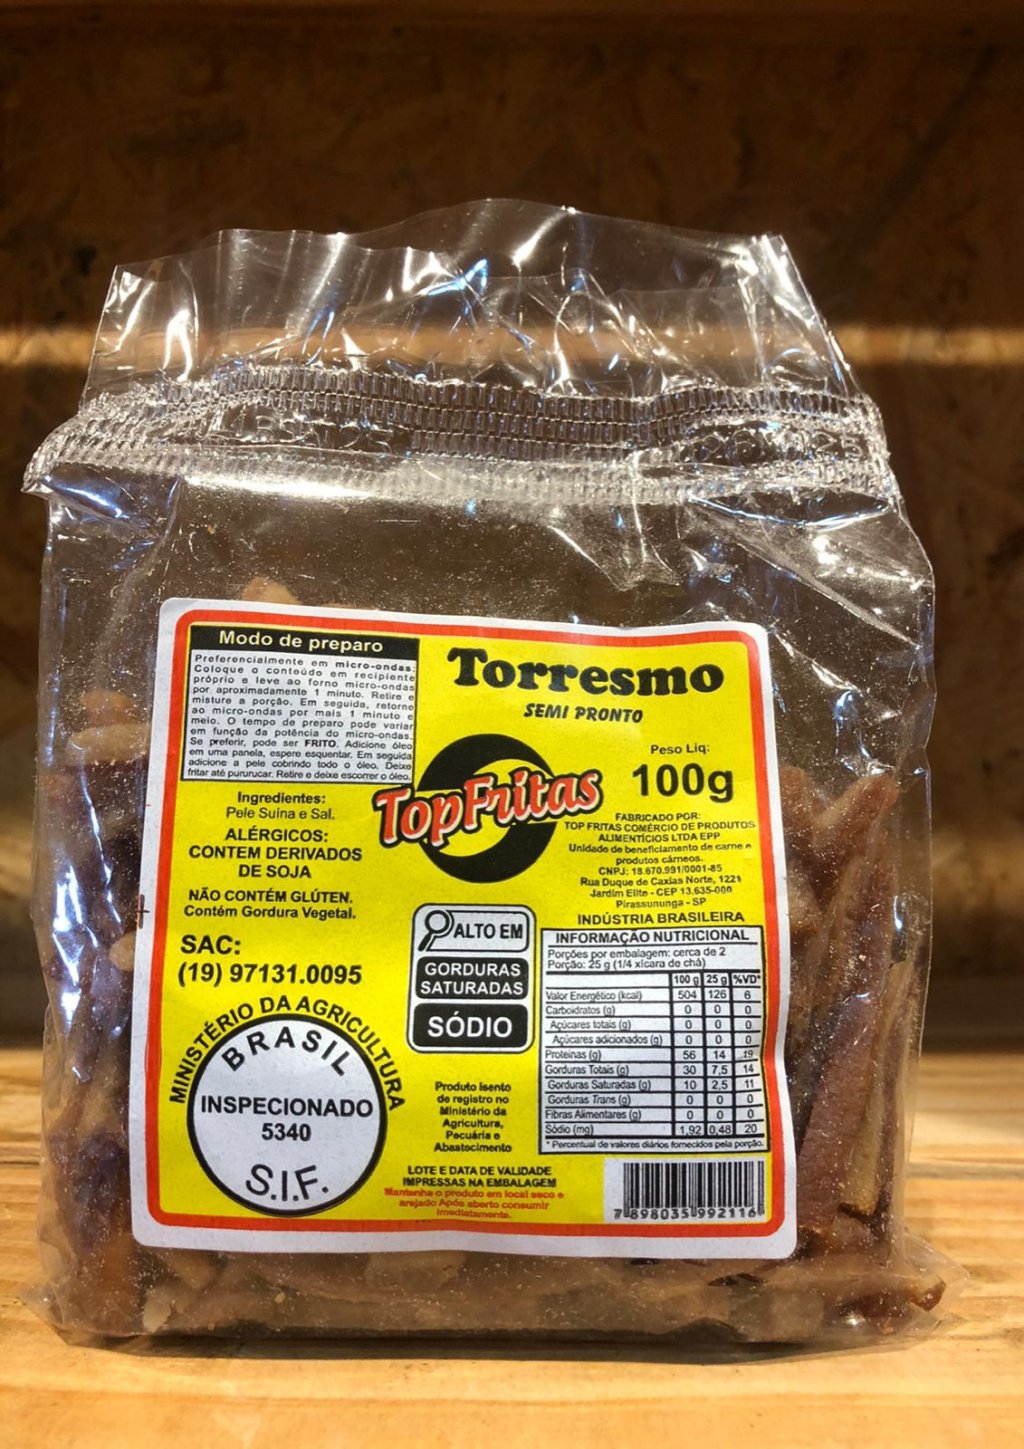 Modo de preparo
Preferencialmente em micro-ondas:
Coloque o conteúdo em recipiente
próprio e leve ao forno micro-ondas
por aproximadamente 1 minuto. Retire e
misture a porção. Em seguida, retorne
ao micro-ondas por mais 1 minuto e
meio. O tempo de preparo pode variar
em função da potência do micro-ondas.
Se preferir, pode ser FRITO. Adicione óleo
em uma panela, espere esquentar. Em seguida
adicione a pele cobrindo todo o óleo. Deixe
fritar até pururucar. Retire e deixe escorrer o óleo.
Ingredientes:
Pele Suína e Sal.
ALÉRGICOS:
CONTEM DERIVADOS
DE SOJA
NÃO CONTÉM GLÚTEN.
Contém Gordura Vegetal.
SAC:
(19) 97131.0095
MINISTÉRIO DA AGRICULTURA
BRASIL
INSPECIONADO
5340
S.I.F.
Torresmo
SEMI PRONTO
TopFritas
Peso Liq:
100g
FABRICADO POR:
TOP FRITAS COMÉRCIO DE PRODUTOS
ALIMENTÍCIOS LTDA EPP
Unidade de beneficiamento de carne e
produtos cárneos.
CNPJ: 18.670.991/0001-85
Rua Duque de Caxias Norte, 1221
Jardim Elite - CEP 13.635-000
Pirassununga - SP
INDÚSTRIA BRASILEIRA
ALTO EM
GORDURAS
SATURADAS
SÓDIO
INFORMAÇÃO NUTRICIONAL
Porções por embalagem: cerca de 2
Porção: 25 g (1/4 xícara de chá)
100 g 25 g %VD*
Valor Energético (kcal) 504 126 6
Carboidratos (g) 0 0 0
Açúcares totais (g) 0 0 0
Açúcares adicionados (g) 0 0 0
Proteínas (g) 56 14 19
Gorduras Totais (g) 30 7,5 14
Gorduras Saturadas (g) 10 2,5 11
Gorduras Trans (g) 0 0 0
Fibras Alimentares (g) 0 0 0
Sódio (mg) 1,92 0,48 20
* Percentual de valores diários fornecidos pela porção.
Produto isento
de registro no
Ministério da
Agricultura,
Pecuária e
Abastecimento
LOTE E DATA DE VALIDADE
IMPRESSAS NA EMBALAGEM
Mantenha o produto em local seco e
arejado Após aberto consumir
imediatamente.
7 898035 992116